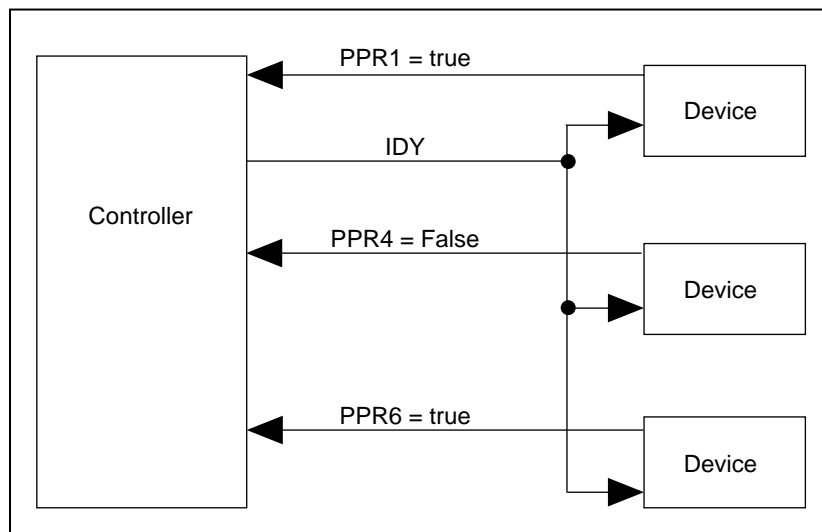 PPR1 = true
Device
IDY
Controller
PPR4 = False
Device
PPR6 = true
Device